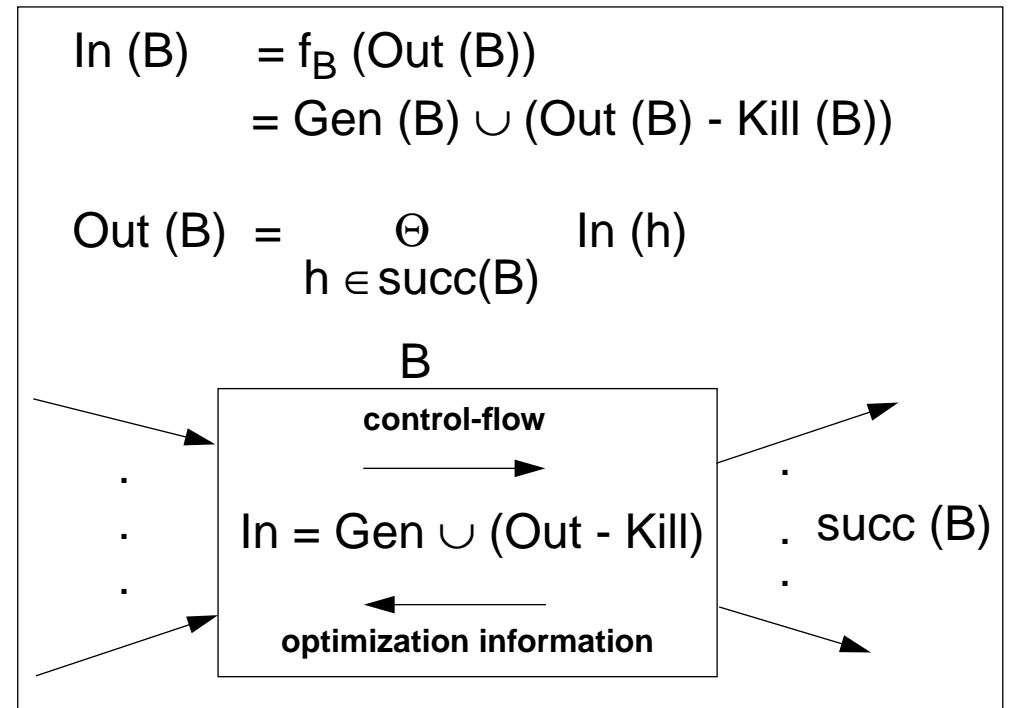 In (B) = f_B (Out (B))
= Gen (B) ∪ (Out (B) - Kill (B))
Out (B) = Θ In (h)
h ∈ succ(B)
B
control-flow
In = Gen ∪ (Out - Kill)
succ (B)
optimization information